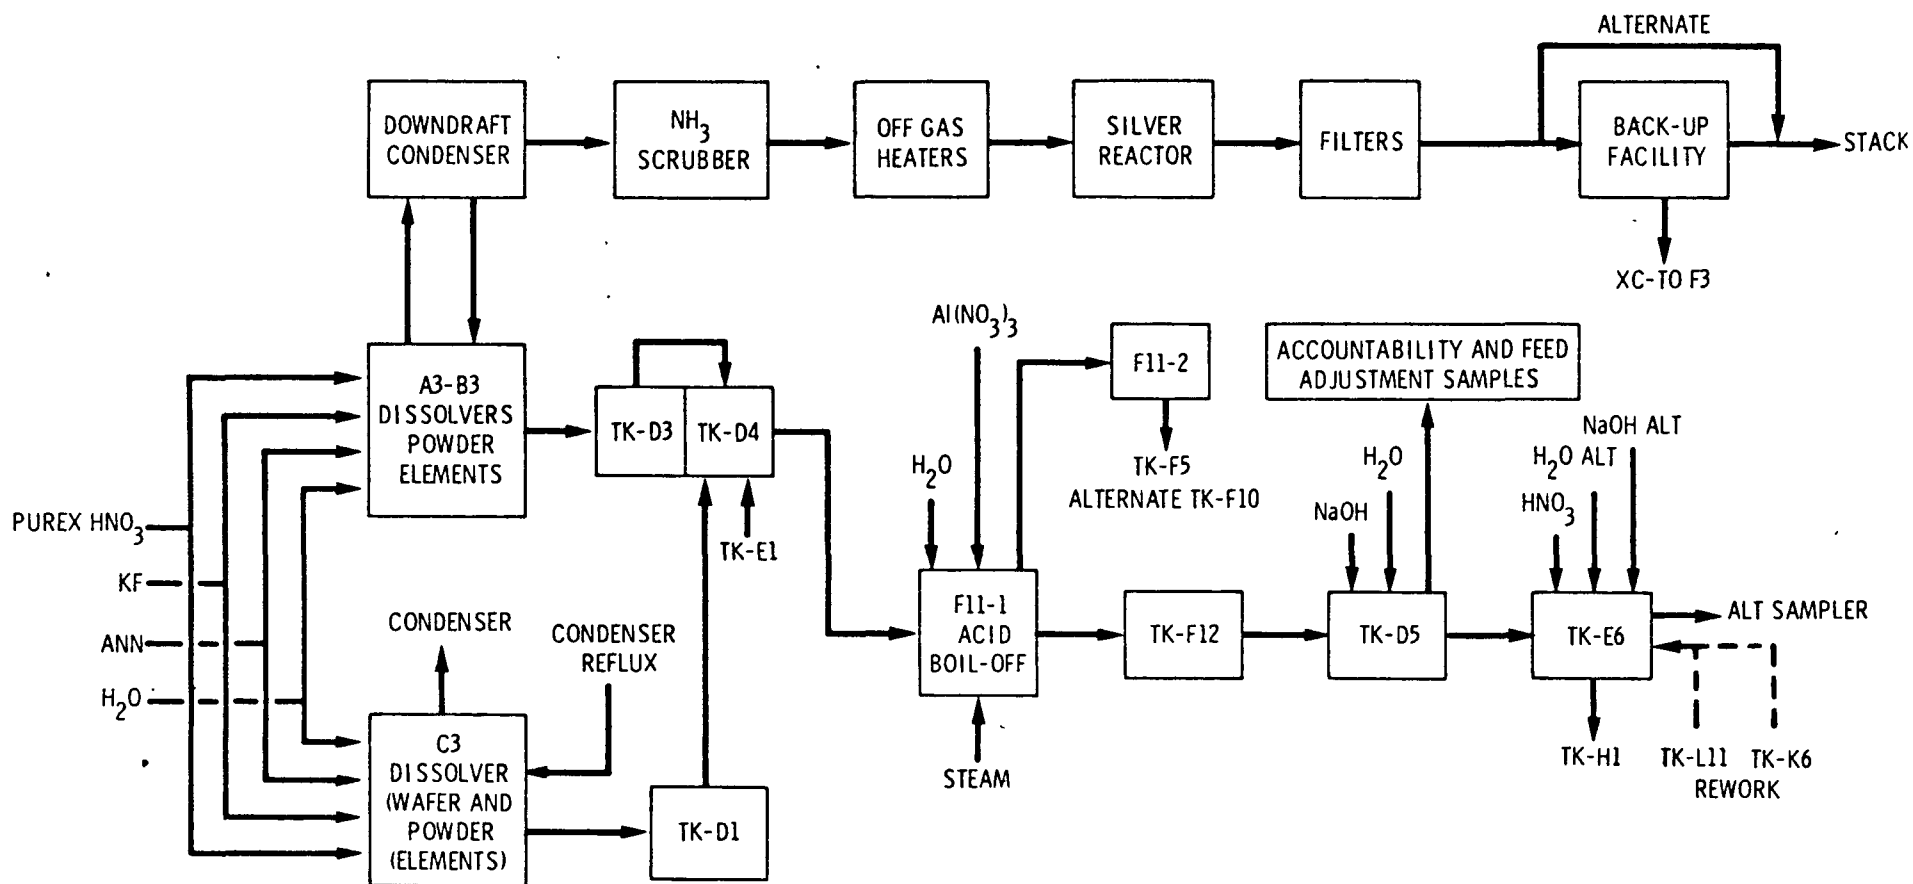 ALTERNATE
DOWNDRAFT
CONDENSER
NH3
SCRUBBER
OFF GAS
HEATERS
SILVER
REACTOR
FILTERS
BACK-UP
FACILITY
STACK
XC-TO F3
Al(NO3)3
A3-B3
DISSOLVERS
POWDER
ELEMENTS
TK-D3
TK-D4
F11-2
ACCOUNTABILITY AND FEED
ADJUSTMENT SAMPLES
TK-F5
ALTERNATE TK-F10
H2O
H2O
NaOH ALT
H2O ALT
HNO3
NaOH
PUREX HNO3
TK-E1
KF
ANN
H2O
CONDENSER
CONDENSER
REFLUX
F11-1
ACID
BOIL-OFF
TK-F12
TK-D5
TK-E6
ALT SAMPLER
C3
DISSOLVER
(WAFER AND
POWDER
(ELEMENTS)
TK-D1
STEAM
TK-H1
TK-L11
TK-K6
REWORK